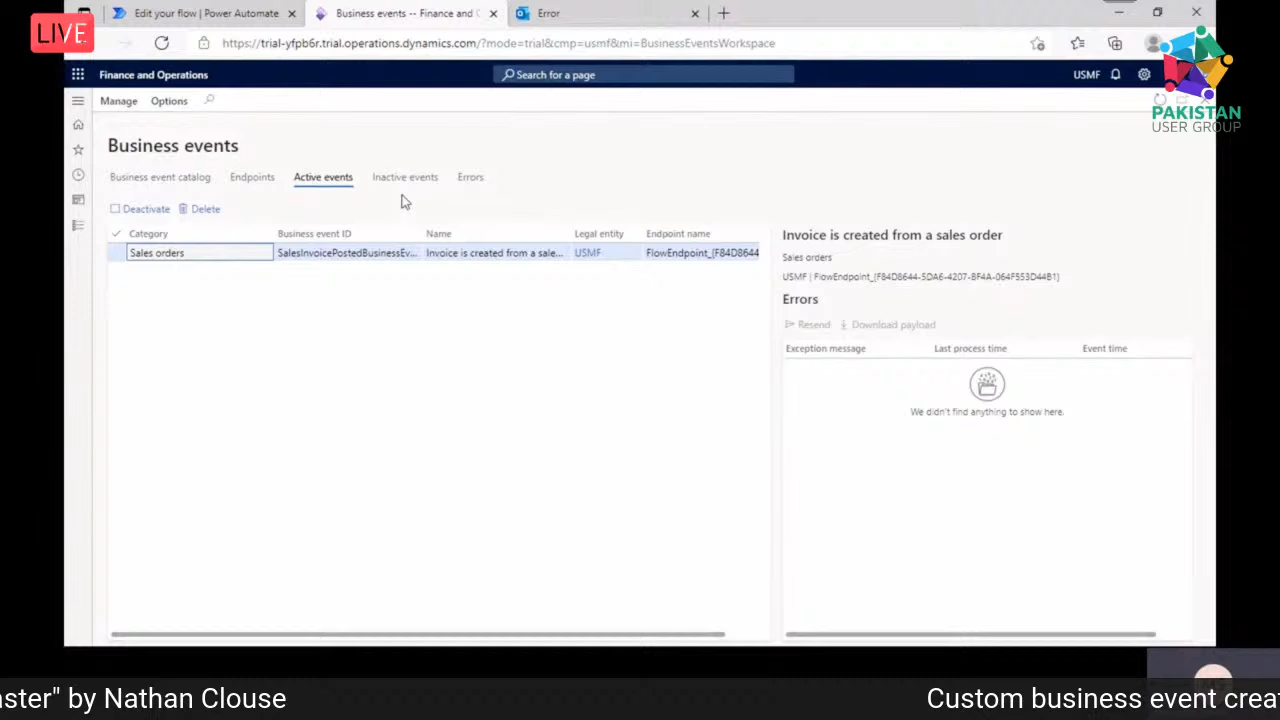 LIVE
Edit your flow | Power Automate
Business events -- Finance and O
Error
https://trial-yfpb6r.trial.operations.dynamics.com/?mode=trial&cmp=usmf&mi=BusinessEventsWorkspace
Finance and Operations
Search for a page
USMF
PAKISTAN
USER GROUP
Manage Options
Business events
Business event catalog Endpoints Active events Inactive events Errors
Deactivate Delete
Category Business event ID Name Legal entity Endpoint name
Sales orders SalesInvoicePostedBusinessEv... Invoice is created from a sale... USMF FlowEndpoint_{F84D8644
Invoice is created from a sales order
Sales orders
USMF | FlowEndpoint_{F84D8644-5DA6-4207-BF4A-064F553D44B1}
Errors
Resend Download payload
Exception message Last process time Event time
We didn't find anything to show here.
aster" by Nathan Clouse
Custom business event crea